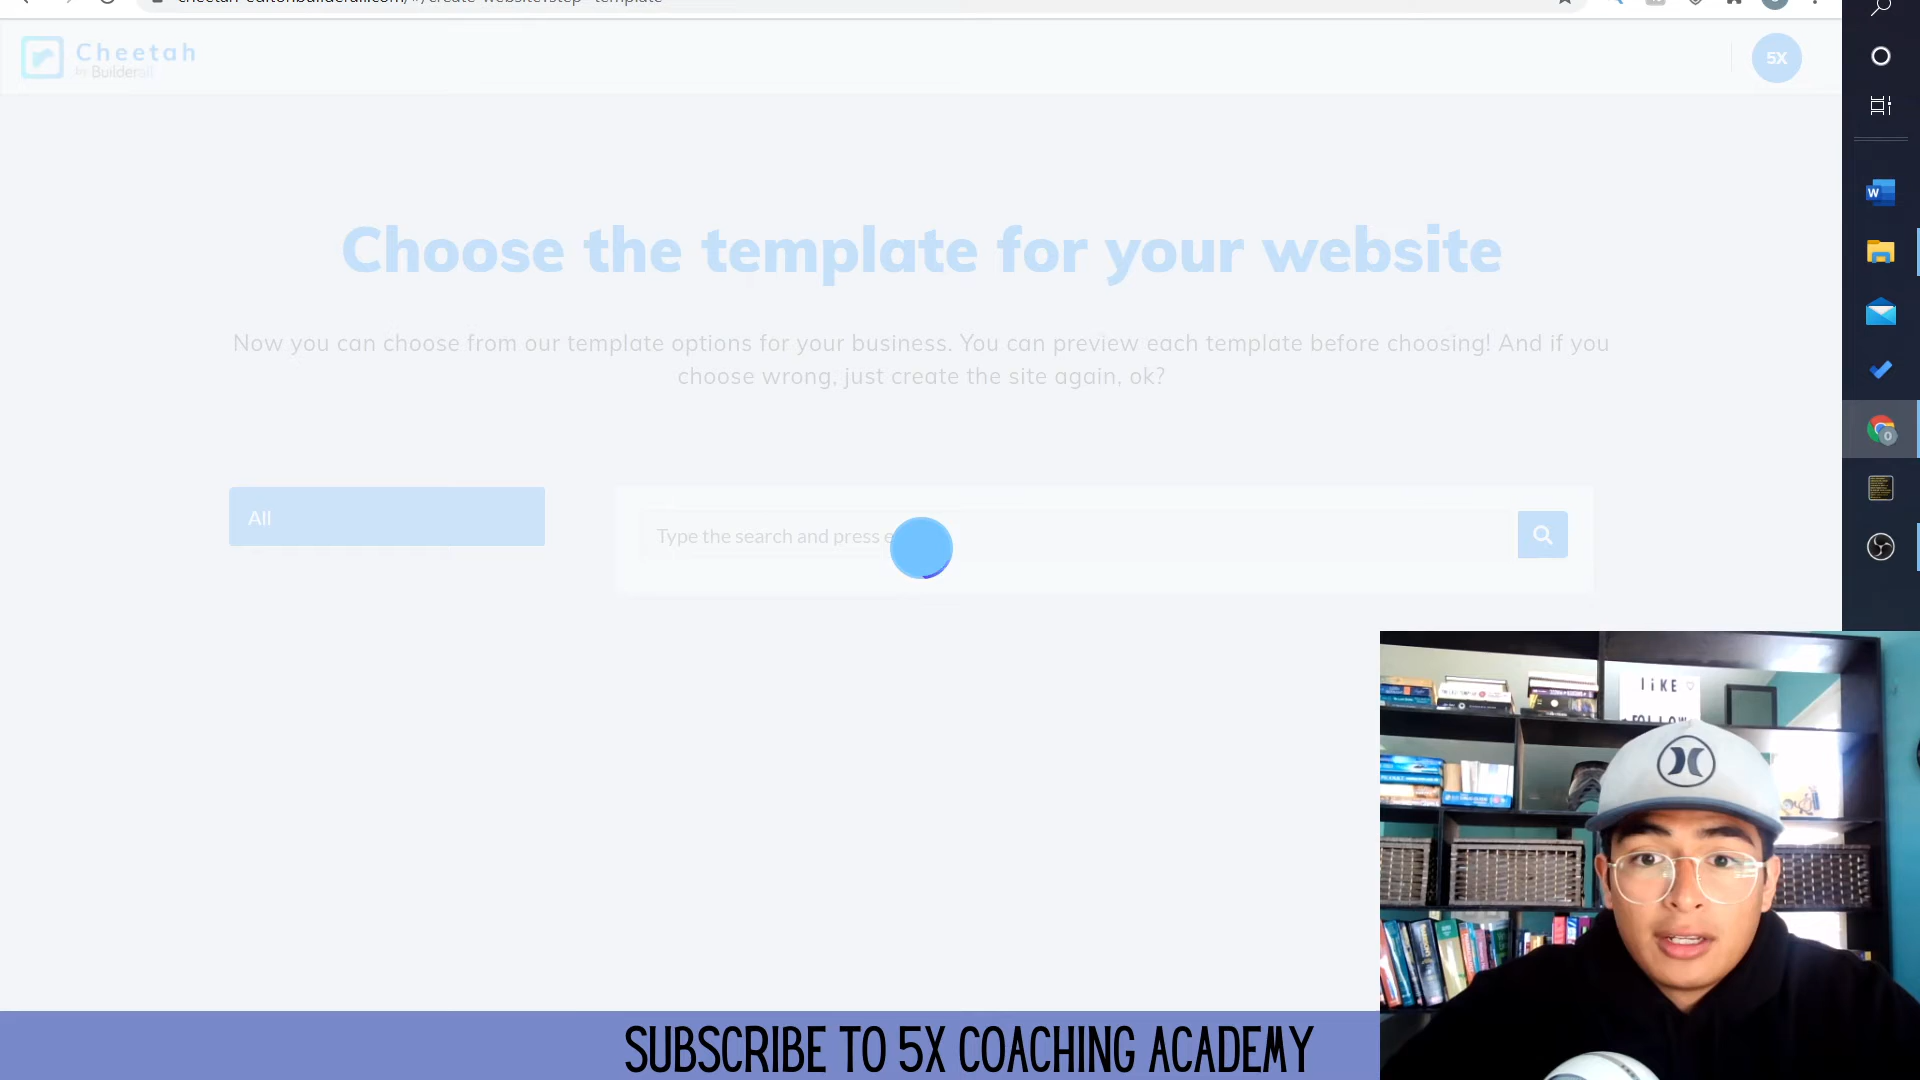 Cheetah
by Builderall
5X
Choose the template for your website
Now you can choose from our template options for your business. You can preview each template before choosing! And if you
choose wrong, just create the site again, ok?
All
Type the search and press e
W
LIKE
FOLLOW
SUBSCRIBE TO 5X COACHING ACADEMY